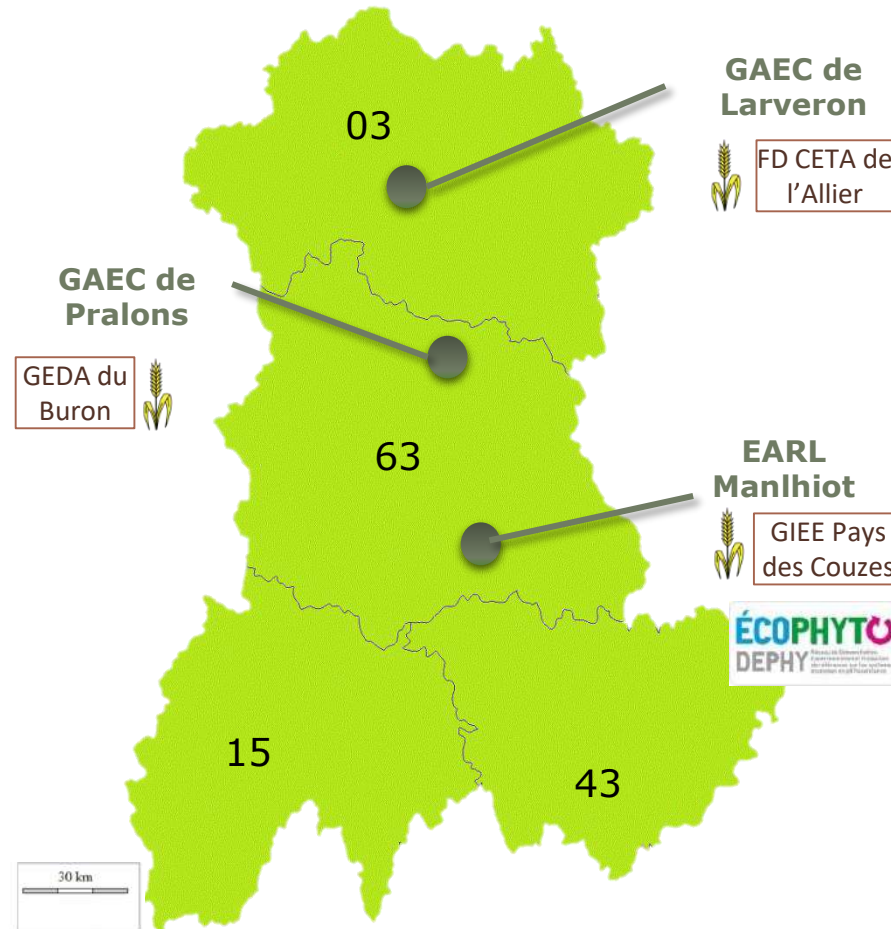 GAEC de
Larveron
03
FD CETA de
l'Allier
GAEC de
Pralons
GEDA du
Buron
63
EARL
Manlhiot
GIEE Pays
des Couzes
ÉCOPHYTO
DEPHY
15
43
30 km